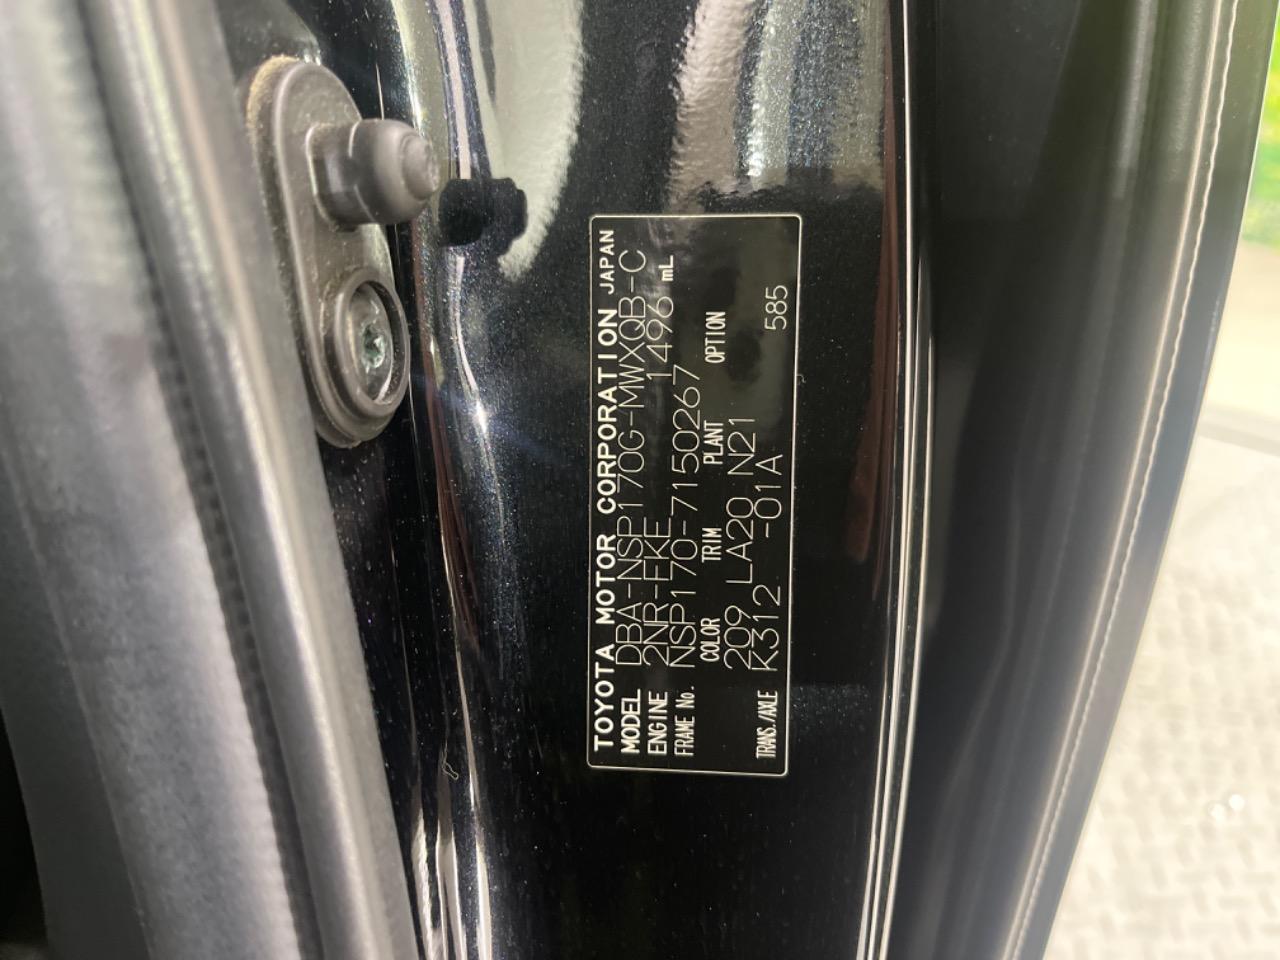 TOYOTA MOTOR CORPORATION JAPAN
MODEL DBA-NSP170G-MWXQB-C
ENGINE 2NR-FKE 1496 mL
FRAME No. NSP170-7150267
COLOR TRIM PLANT OPTION
209 LA20 N21
TRANS./AXLE K312 -01A 585